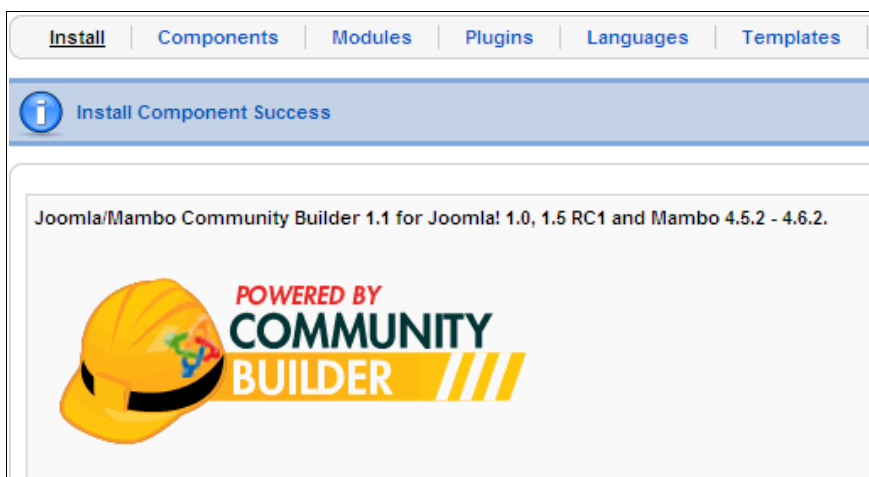 Install Components Modules Plugins Languages Templates
Install Component Success
Joomla/Mambo Community Builder 1.1 for Joomla! 1.0, 1.5 RC1 and Mambo 4.5.2 - 4.6.2.
POWERED BY
COMMUNITY
BUILDER